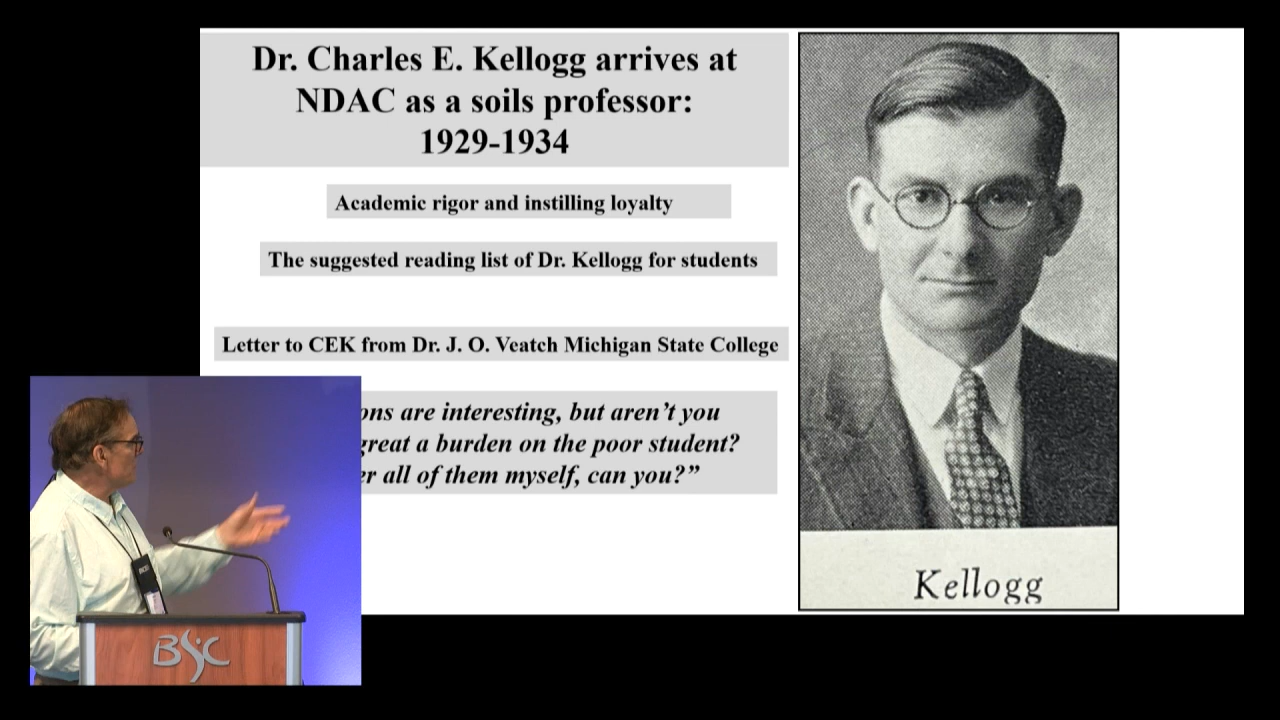 Dr. Charles E. Kellogg arrives at
NDAC as a soils professor:
1929-1934
Academic rigor and instilling loyalty
The suggested reading list of Dr. Kellogg for students
Letter to CEK from Dr. J. O. Veatch Michigan State College
are interesting, but aren’t you
great a burden on the poor student?
all of them myself, can you?”
Kellogg
BSC